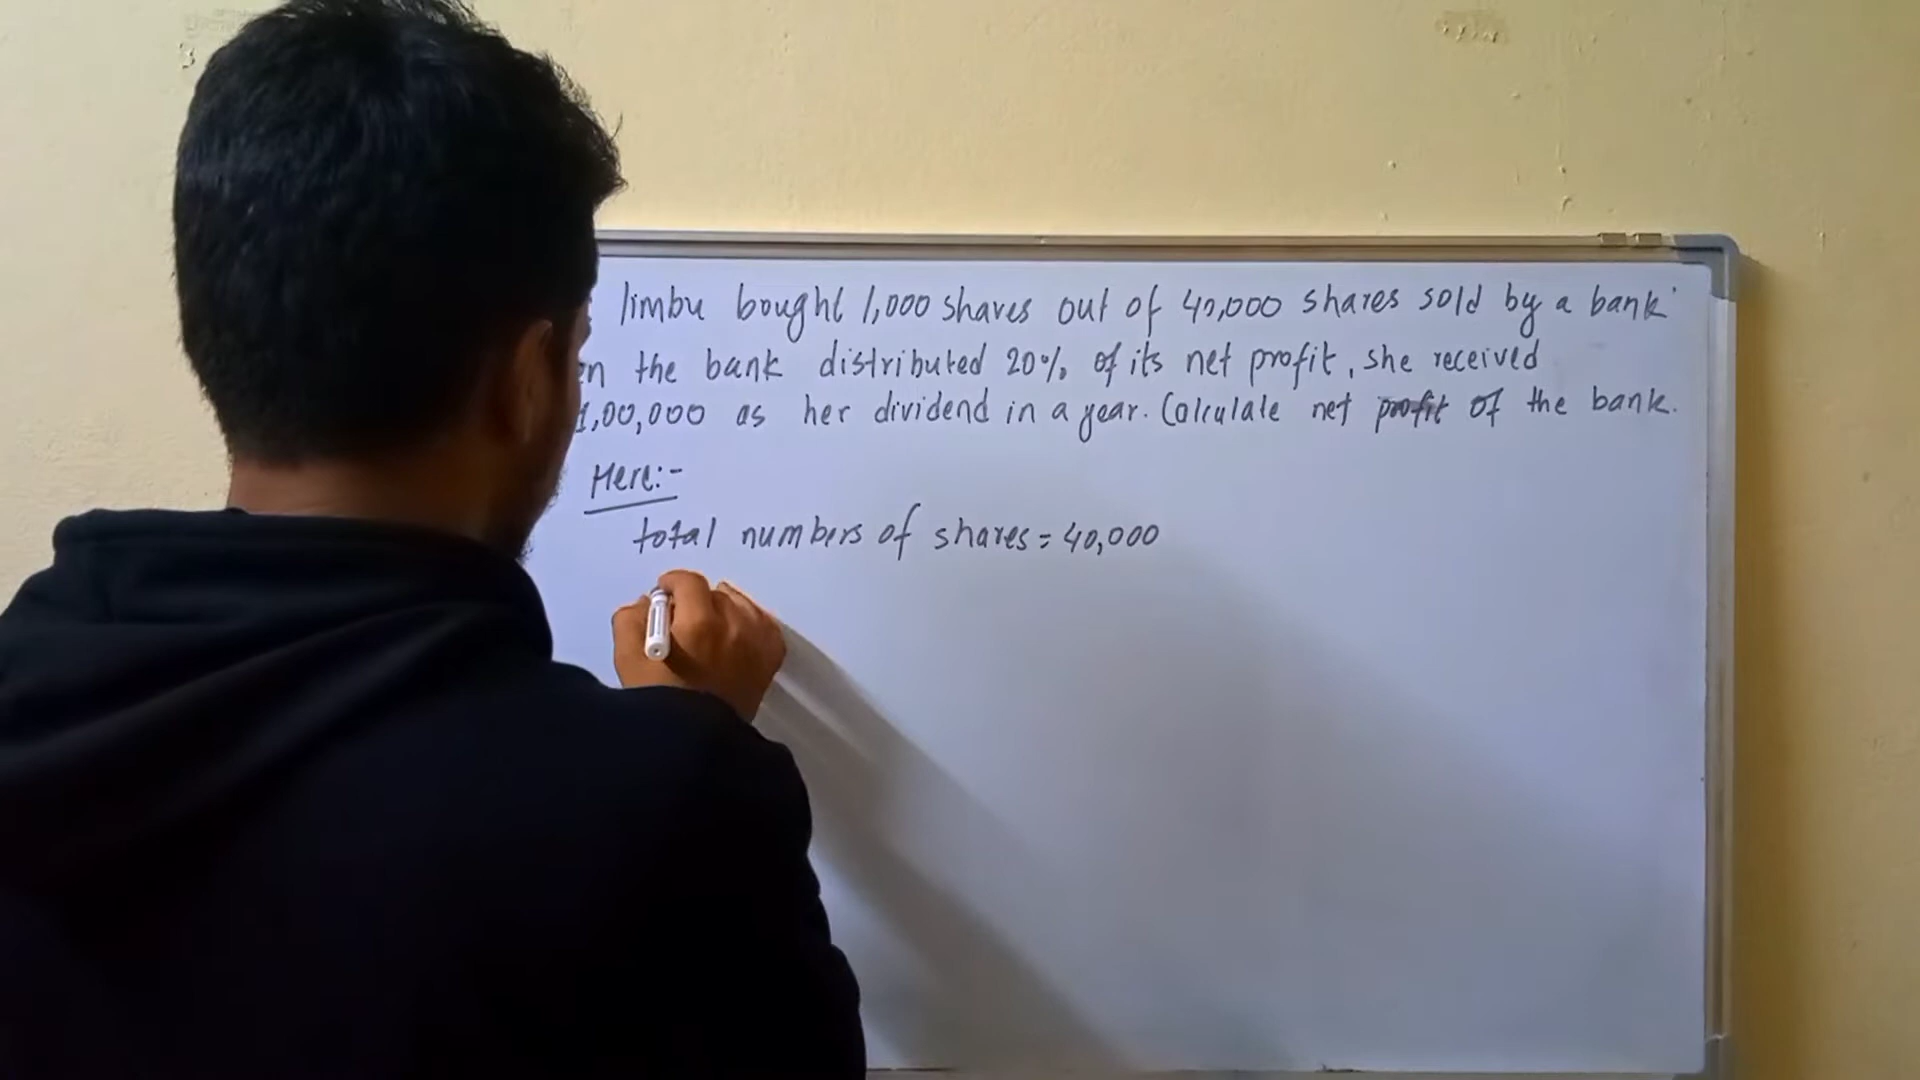 limbu bought 1,000 shares out of 40,000 shares sold by a bank
the bank distributed 20% of its net profit, she received
1,00,000 as her dividend in a year. Calculate net profit of the bank.
Here:-
total numbers of shares = 40,000